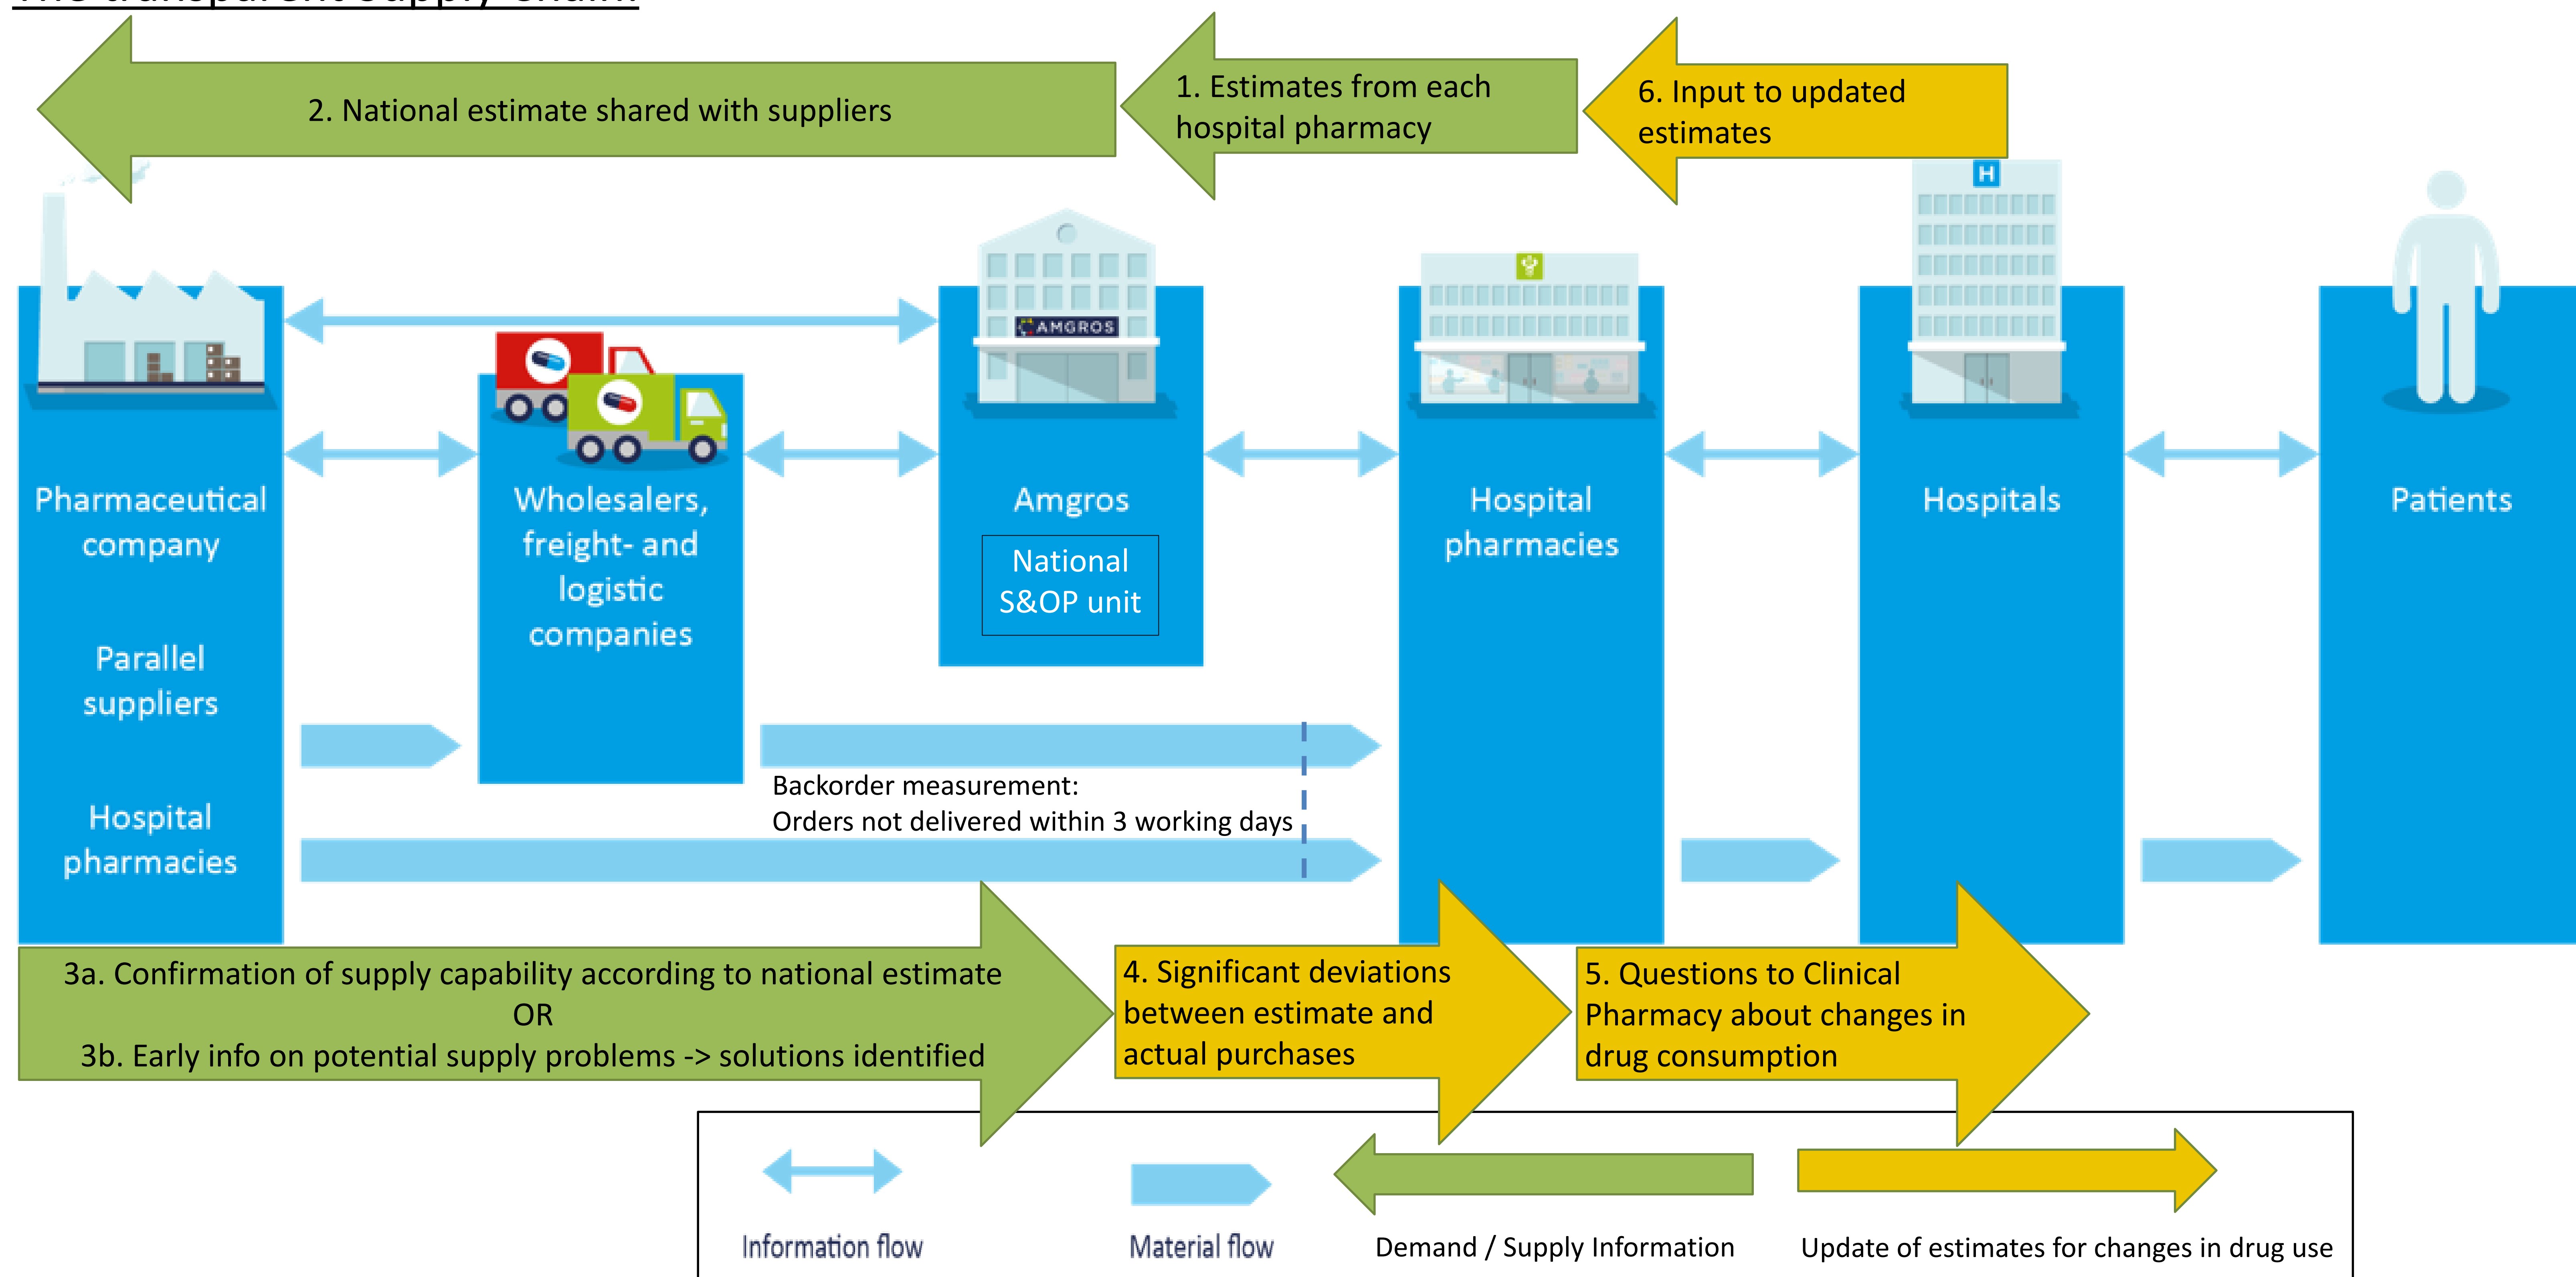 2. National estimate shared with suppliers
1. Estimates from each
hospital pharmacy
6. Input to updated
estimates
H
AMGROS
Pharmaceutical
company
Parallel
suppliers
Hospital
pharmacies
Wholesalers,
freight- and
logistic
companies
Amgros
National
S&OP unit
Hospital
pharmacies
Hospitals
Patients
Backorder measurement:
Orders not delivered within 3 working days
3a. Confirmation of supply capability according to national estimate
OR
3b. Early info on potential supply problems -> solutions identified
4. Significant deviations
between estimate and
actual purchases
5. Questions to Clinical
Pharmacy about changes in
drug consumption
Information flow
Material flow
Demand / Supply Information
Update of estimates for changes in drug use